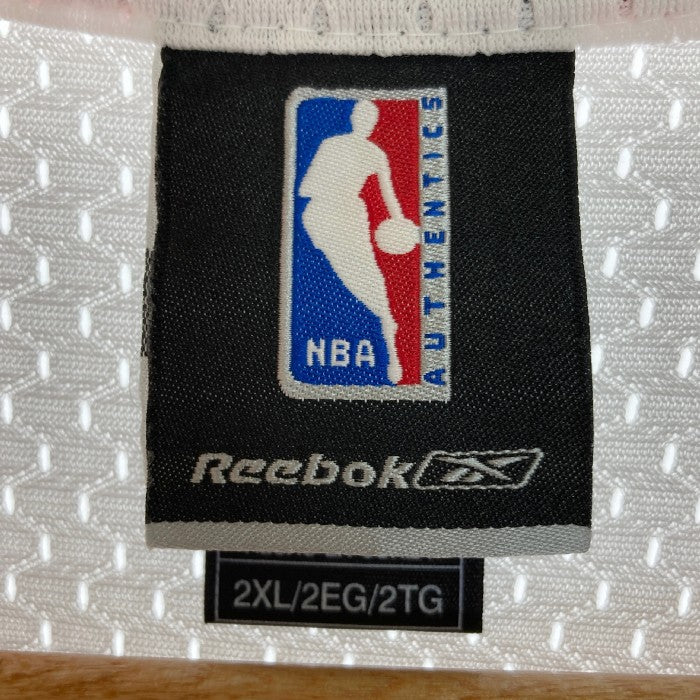 NBA
AUTHENTICS
Reebok
2XL/2EG/2TG